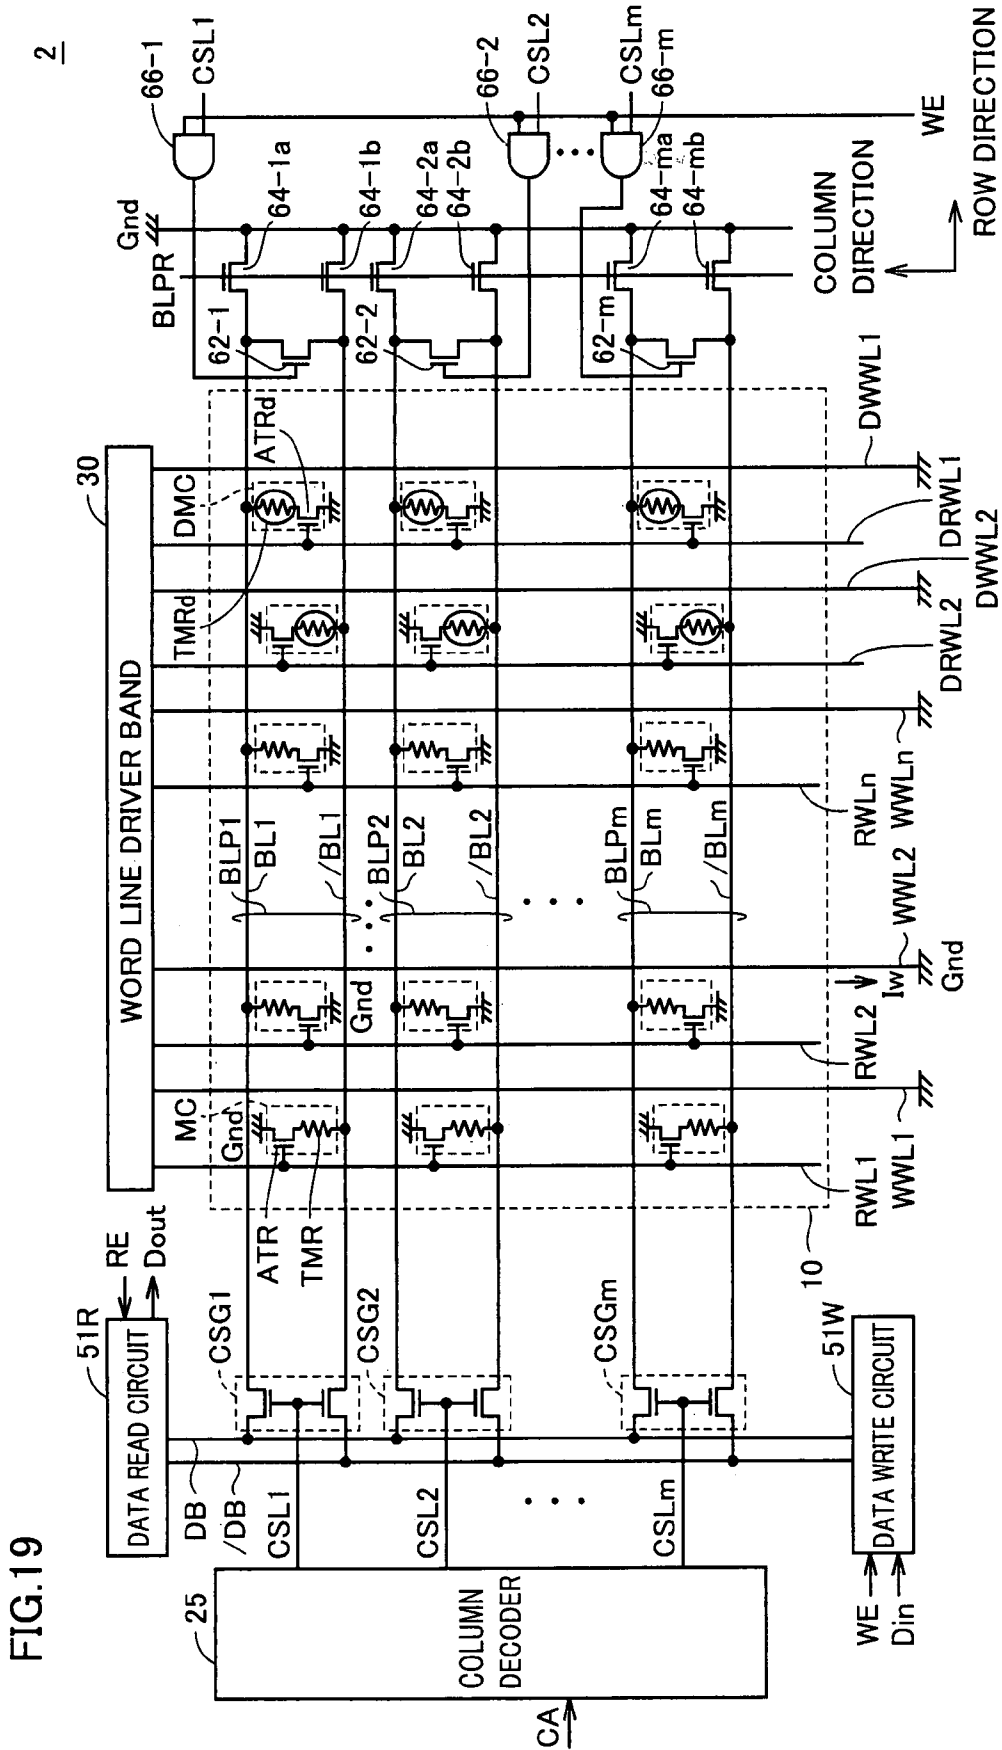 FIG.19
2
CA
25
COLUMN
DECODER
WE
Din
51R
DATA READ CIRCUIT
RE
Dout
DB
/DB
CSL1
CSL2
CSLm
CSG1
CSG2
CSGm
51W
DATA WRITE CIRCUIT
30
WORD LINE DRIVER BAND
10
MC
Gnd
ATR
TMR
Gnd
BLP1
BL1
/BL1
BLP2
BL2
/BL2
BLPm
BLm
/BLm
TMRd
DMC
ATRd
RWL1
WWL1
RWL2
Iw
WWL2
Gnd
RWLn
WWLn
DRWL2
DWWL2
DRWL1
DWWL1
BLPR
Gnd
62-1
62-2
62-m
64-1a
64-1b
64-2a
64-2b
64-ma
64-mb
66-1
CSL1
66-2
CSL2
CSLm
66-m
WE
COLUMN
DIRECTION
ROW DIRECTION